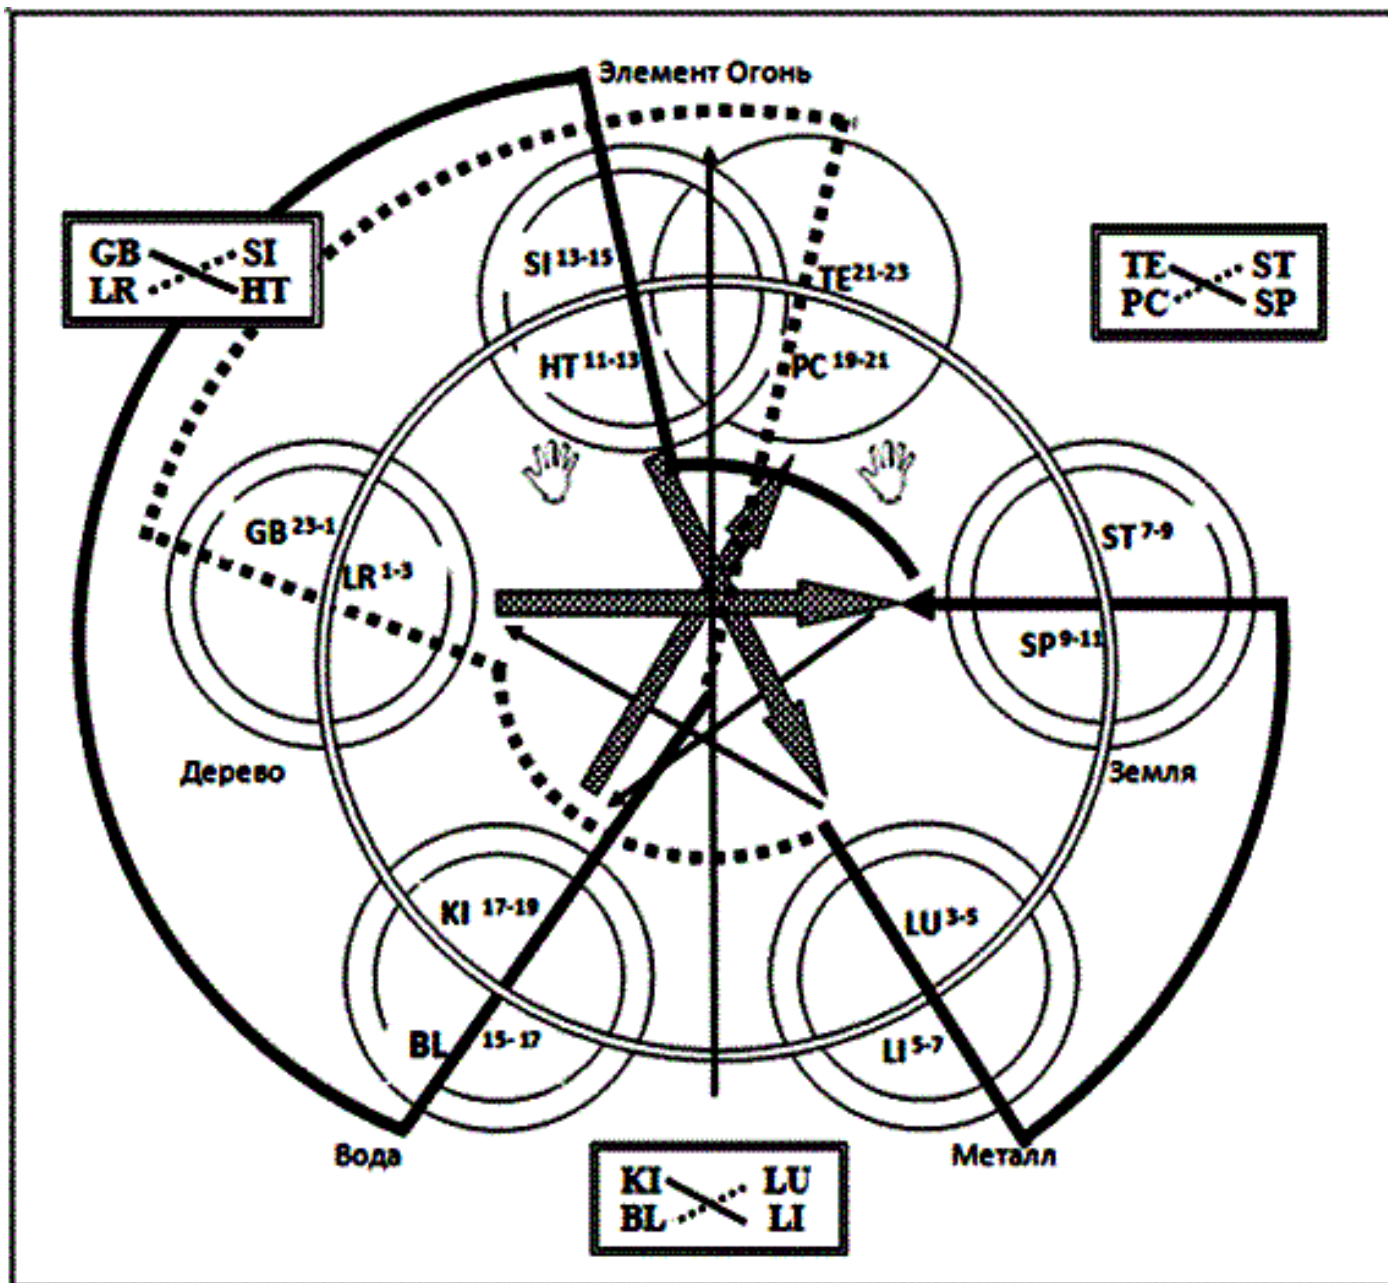 Элемент Огонь
GB SI
LR HT
TE ST
PC SP
SI 13-15
TE 21-23
HT 11-13
PC 19-21
GB 23-1
LR 1-3
ST 7-9
SP 9-11
Дерево
Земля
KI 17-19
LU 3-5
BL 15-17
LI 5-7
Вода
Металл
KI LU
BL LI